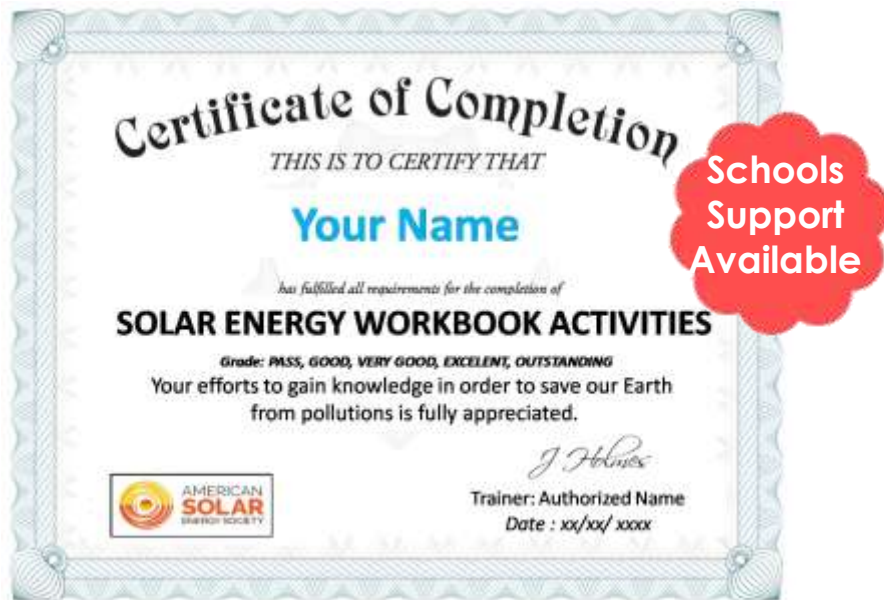 Certificate of Completion
THIS IS TO CERTIFY THAT
Your Name
has fulfilled all requirements for the completion of
SOLAR ENERGY WORKBOOK ACTIVITIES
Grade: PASS, GOOD, VERY GOOD, EXCELENT, OUTSTANDING
Your efforts to gain knowledge in order to save our Earth
from pollutions is fully appreciated.
J Holmes
Trainer: Authorized Name
Date : xx/xx/ xxxx
AMERICAN
SOLAR
ENERGY SOCIETY
Schools
Support
Available